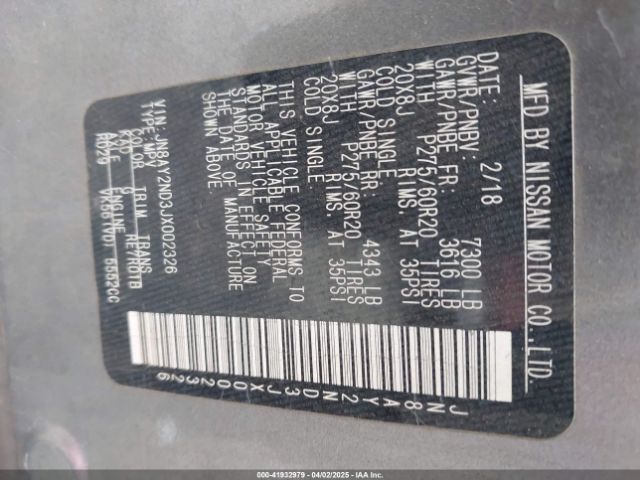 MFD BY NISSAN MOTOR CO.,LTD.
DATE: 2/18
GVWR/PNBV: 7300 LB
GAWR/PNBE FR: 3616 LB
WITH P275/60R20 TIRES
20X8J RIMS. AT 35PSI
COLD SINGLE
GAWR/PNBE RR: 4343 LB
WITH P275/60R20 TIRES
20X8J RIMS. AT 35PSI
COLD SINGLE
THIS VEHICLE CONFORMS TO
ALL APPLICABLE FEDERAL
MOTOR VEHICLE SAFETY
STANDARDS IN EFFECT ON
THE DATE OF MANUFACTURE
SHOWN ABOVE
VIN: JN8AY2ND3JX002326
TYPE: MPV
COLOR TRIM TRANS
KAD G RE7R01B
AXLE ENGINE
5552CC
JN8AY2ND3JX002326
000-41932979 04/02/2025 IAA Inc.